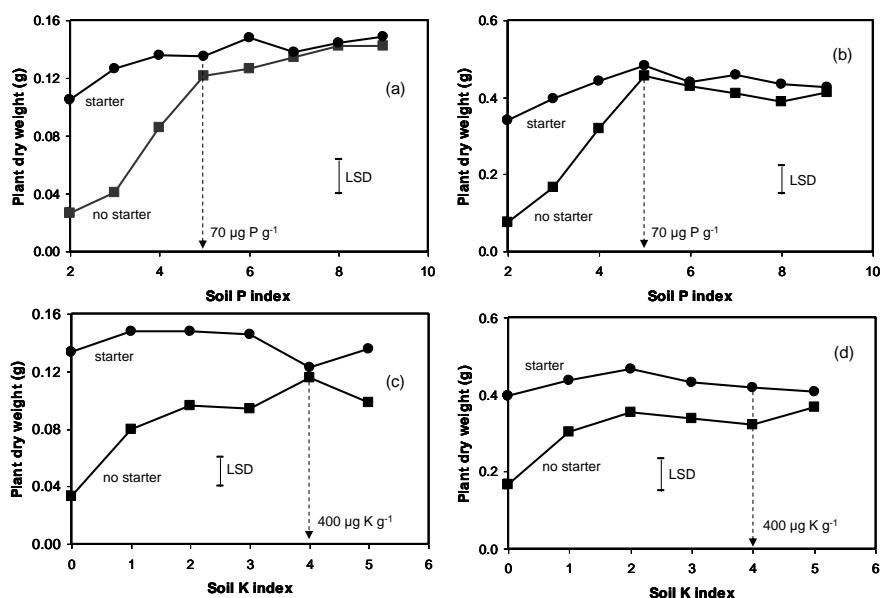 0.16
0.12
0.08
0.04
0.00
Plant dry weight (g)
starter
no starter
(a)
LSD
70 µg P g-1
2 4 6 8 10
Soil P index
0.6
0.4
0.2
0.0
Plant dry weight (g)
starter
no starter
(b)
LSD
70 µg P g-1
2 4 6 8 10
Soil P index
0.16
0.12
0.08
0.04
0.00
Plant dry weight (g)
starter
no starter
(c)
LSD
400 µg K g-1
0 1 2 3 4 5 6
Soil K index
0.6
0.4
0.2
0.0
Plant dry weight (g)
starter
no starter
(d)
LSD
400 µg K g-1
0 1 2 3 4 5 6
Soil K index